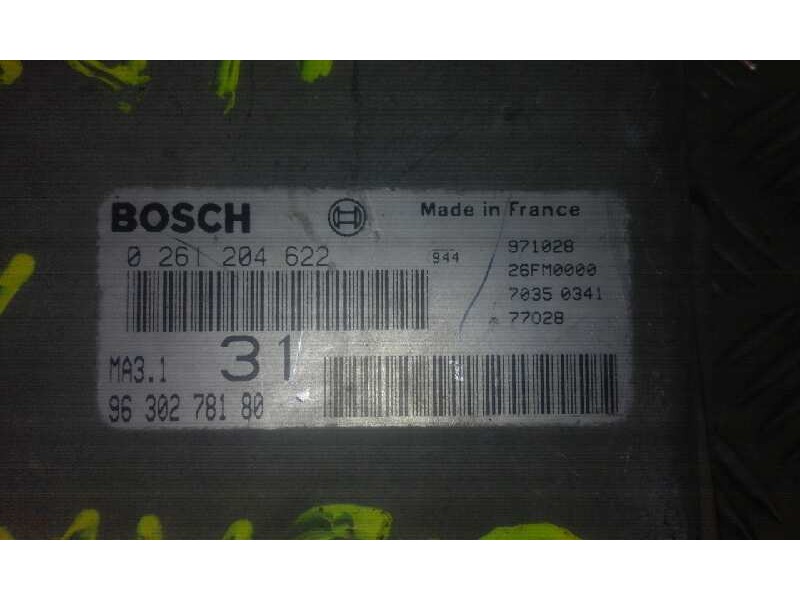 BOSCH
Made in France
0 261 204 622
944
971028
26FM0000
7035 0341
77028
MA3.1
31
96 302 781 80